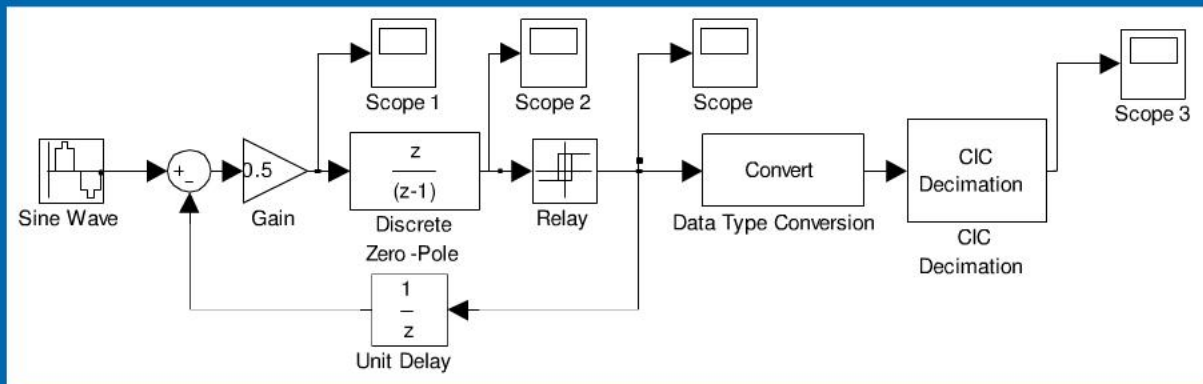 Scope 1
Scope 2
Scope
Scope 3
Sine Wave
+
-
0.5
Gain
z
(z-1)
Discrete
Zero -Pole
Relay
Convert
Data Type Conversion
CIC
Decimation
CIC
Decimation
1
z
Unit Delay